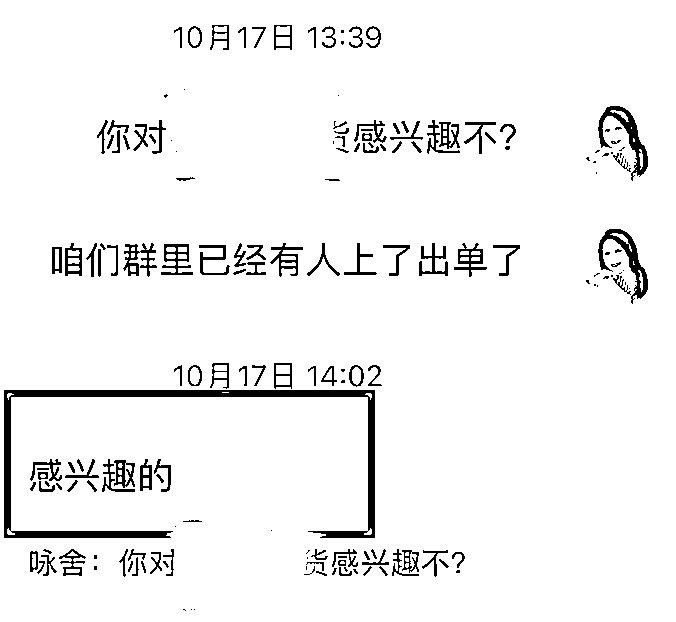 10月17日 13:39
你对 货感兴趣不?
咱们群里已经有人上了出单了
10月17日 14:02
感兴趣的
咏舍：你对 货感兴趣不?